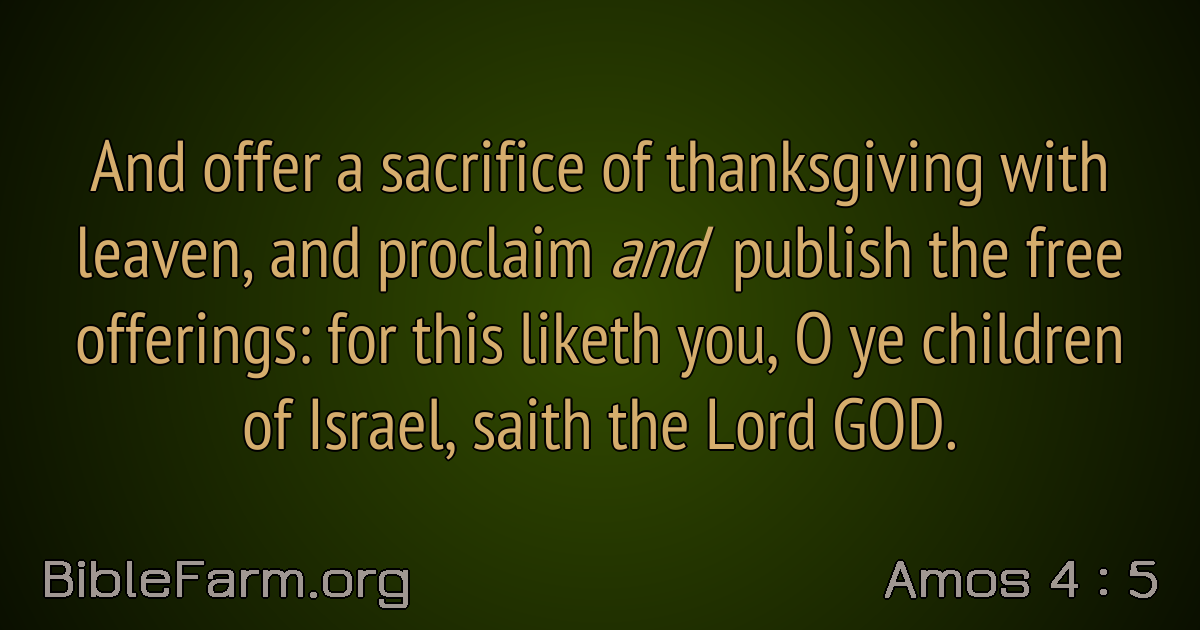 And offer a sacrifice of thanksgiving with
leaven, and proclaim and publish the free
offerings: for this liketh you, O ye children
of Israel, saith the Lord GOD.
BibleFarm.org
Amos 4 : 5